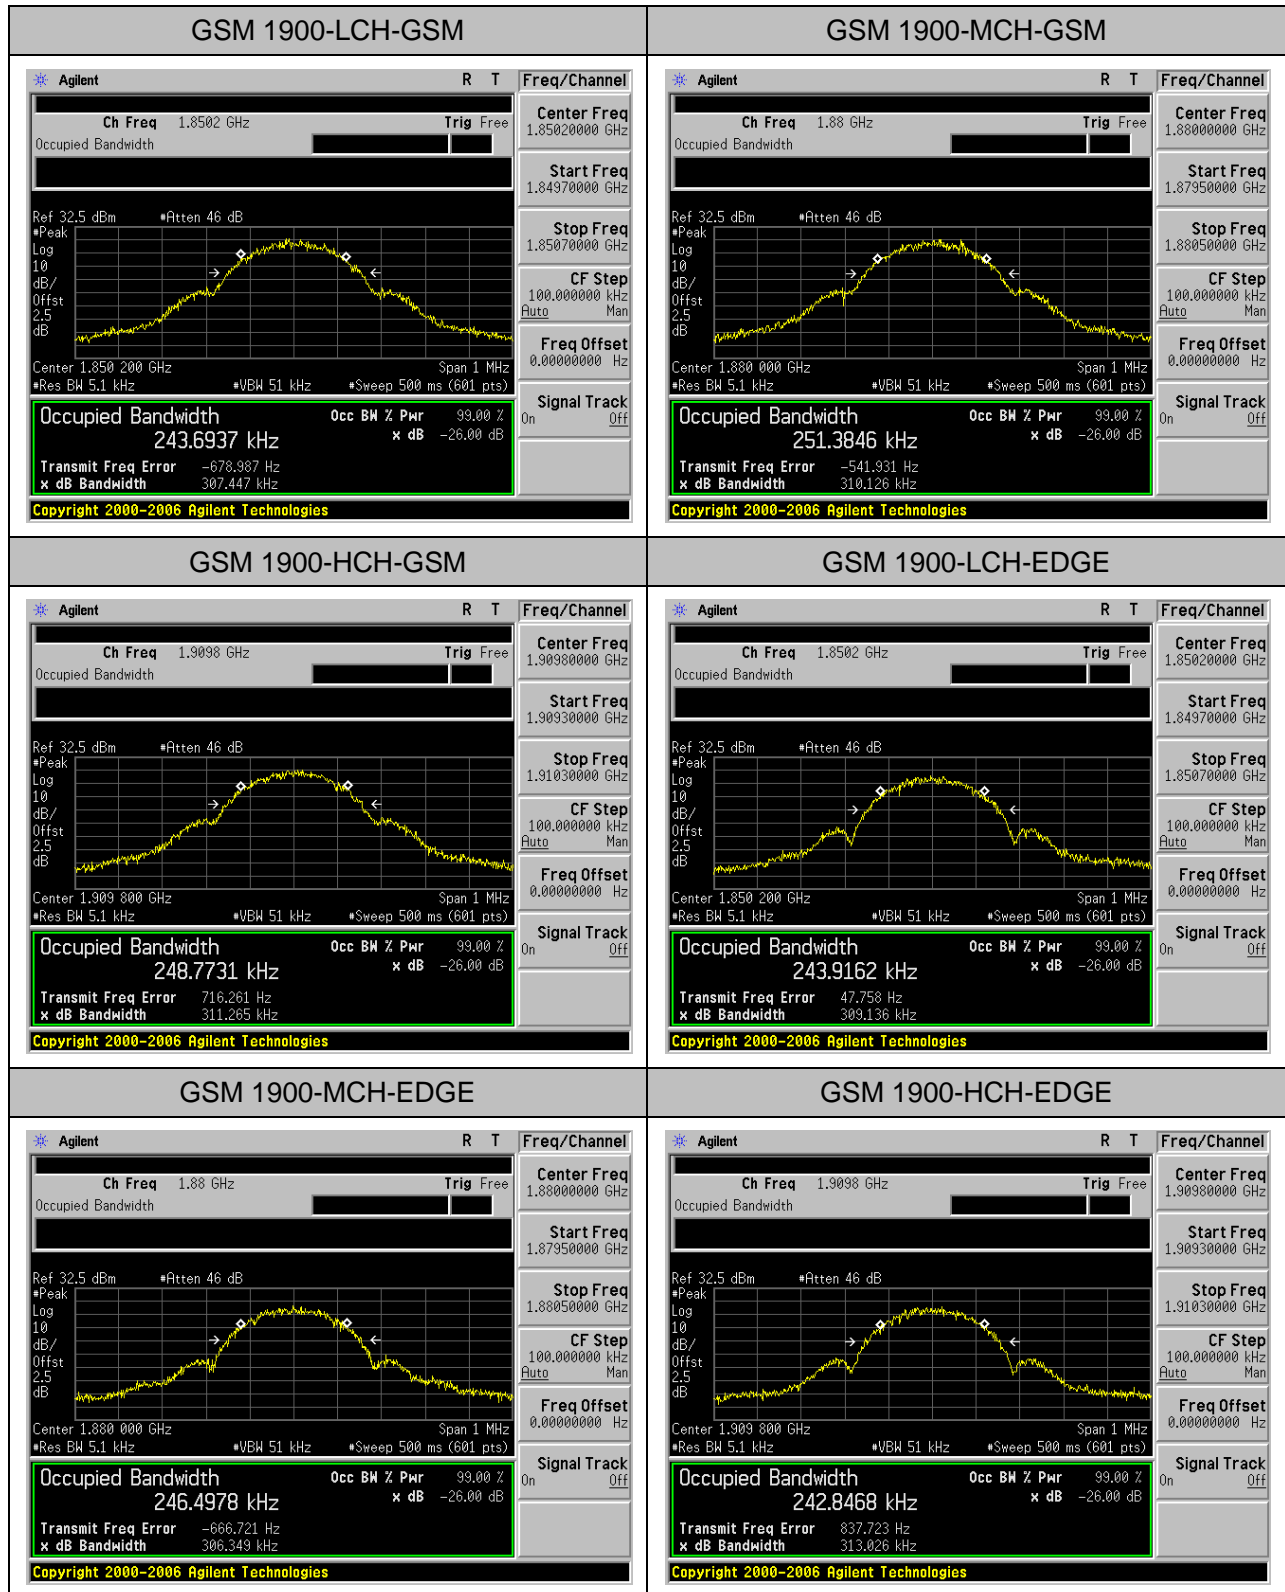 GSM 1900-LCH-GSM
GSM 1900-MCH-GSM
Agilent R T Freq/Channel
Ch Freq 1.8502 GHz Trig Free
Occupied Bandwidth
Center Freq
1.85020000 GHz
Start Freq
1.84970000 GHz
Stop Freq
1.85070000 GHz
CF Step
100.000000 kHz
Auto Man
Freq Offset
0.00000000 Hz
Signal Track
On Off
Ref 32.5 dBm #Atten 46 dB
#Peak
Log
10
dB/
Offst
2.5
dB
Center 1.850 200 GHz Span 1 MHz
#Res BW 5.1 kHz #VBW 51 kHz #Sweep 500 ms (601 pts)
Occupied Bandwidth Occ BW % Pwr 99.00 %
243.6937 kHz x dB -26.00 dB
Transmit Freq Error -678.987 Hz
x dB Bandwidth 307.447 kHz
Copyright 2000-2006 Agilent Technologies
Agilent R T Freq/Channel
Ch Freq 1.88 GHz Trig Free
Occupied Bandwidth
Center Freq
1.88000000 GHz
Start Freq
1.87950000 GHz
Stop Freq
1.88050000 GHz
CF Step
100.000000 kHz
Auto Man
Freq Offset
0.00000000 Hz
Signal Track
On Off
Ref 32.5 dBm #Atten 46 dB
#Peak
Log
10
dB/
Offst
2.5
dB
Center 1.880 000 GHz Span 1 MHz
#Res BW 5.1 kHz #VBW 51 kHz #Sweep 500 ms (601 pts)
Occupied Bandwidth Occ BW % Pwr 99.00 %
251.3846 kHz x dB -26.00 dB
Transmit Freq Error -541.931 Hz
x dB Bandwidth 310.126 kHz
Copyright 2000-2006 Agilent Technologies
GSM 1900-HCH-GSM
GSM 1900-LCH-EDGE
Agilent R T Freq/Channel
Ch Freq 1.9098 GHz Trig Free
Occupied Bandwidth
Center Freq
1.90980000 GHz
Start Freq
1.90930000 GHz
Stop Freq
1.91030000 GHz
CF Step
100.000000 kHz
Auto Man
Freq Offset
0.00000000 Hz
Signal Track
On Off
Ref 32.5 dBm #Atten 46 dB
#Peak
Log
10
dB/
Offst
2.5
dB
Center 1.909 800 GHz Span 1 MHz
#Res BW 5.1 kHz #VBW 51 kHz #Sweep 500 ms (601 pts)
Occupied Bandwidth Occ BW % Pwr 99.00 %
248.7731 kHz x dB -26.00 dB
Transmit Freq Error 716.261 Hz
x dB Bandwidth 311.265 kHz
Copyright 2000-2006 Agilent Technologies
Agilent R T Freq/Channel
Ch Freq 1.8502 GHz Trig Free
Occupied Bandwidth
Center Freq
1.85020000 GHz
Start Freq
1.84970000 GHz
Stop Freq
1.85070000 GHz
CF Step
100.000000 kHz
Auto Man
Freq Offset
0.00000000 Hz
Signal Track
On Off
Ref 32.5 dBm #Atten 46 dB
#Peak
Log
10
dB/
Offst
2.5
dB
Center 1.850 200 GHz Span 1 MHz
#Res BW 5.1 kHz #VBW 51 kHz #Sweep 500 ms (601 pts)
Occupied Bandwidth Occ BW % Pwr 99.00 %
243.9162 kHz x dB -26.00 dB
Transmit Freq Error 47.758 Hz
x dB Bandwidth 309.136 kHz
Copyright 2000-2006 Agilent Technologies
GSM 1900-MCH-EDGE
GSM 1900-HCH-EDGE
Agilent R T Freq/Channel
Ch Freq 1.88 GHz Trig Free
Occupied Bandwidth
Center Freq
1.88000000 GHz
Start Freq
1.87950000 GHz
Stop Freq
1.88050000 GHz
CF Step
100.000000 kHz
Auto Man
Freq Offset
0.00000000 Hz
Signal Track
On Off
Ref 32.5 dBm #Atten 46 dB
#Peak
Log
10
dB/
Offst
2.5
dB
Center 1.880 000 GHz Span 1 MHz
#Res BW 5.1 kHz #VBW 51 kHz #Sweep 500 ms (601 pts)
Occupied Bandwidth Occ BW % Pwr 99.00 %
246.4978 kHz x dB -26.00 dB
Transmit Freq Error -666.721 Hz
x dB Bandwidth 306.349 kHz
Copyright 2000-2006 Agilent Technologies
Agilent R T Freq/Channel
Ch Freq 1.9098 GHz Trig Free
Occupied Bandwidth
Center Freq
1.90980000 GHz
Start Freq
1.90930000 GHz
Stop Freq
1.91030000 GHz
CF Step
100.000000 kHz
Auto Man
Freq Offset
0.00000000 Hz
Signal Track
On Off
Ref 32.5 dBm #Atten 46 dB
#Peak
Log
10
dB/
Offst
2.5
dB
Center 1.909 800 GHz Span 1 MHz
#Res BW 5.1 kHz #VBW 51 kHz #Sweep 500 ms (601 pts)
Occupied Bandwidth Occ BW % Pwr 99.00 %
242.8468 kHz x dB -26.00 dB
Transmit Freq Error 837.723 Hz
x dB Bandwidth 313.026 kHz
Copyright 2000-2006 Agilent Technologies